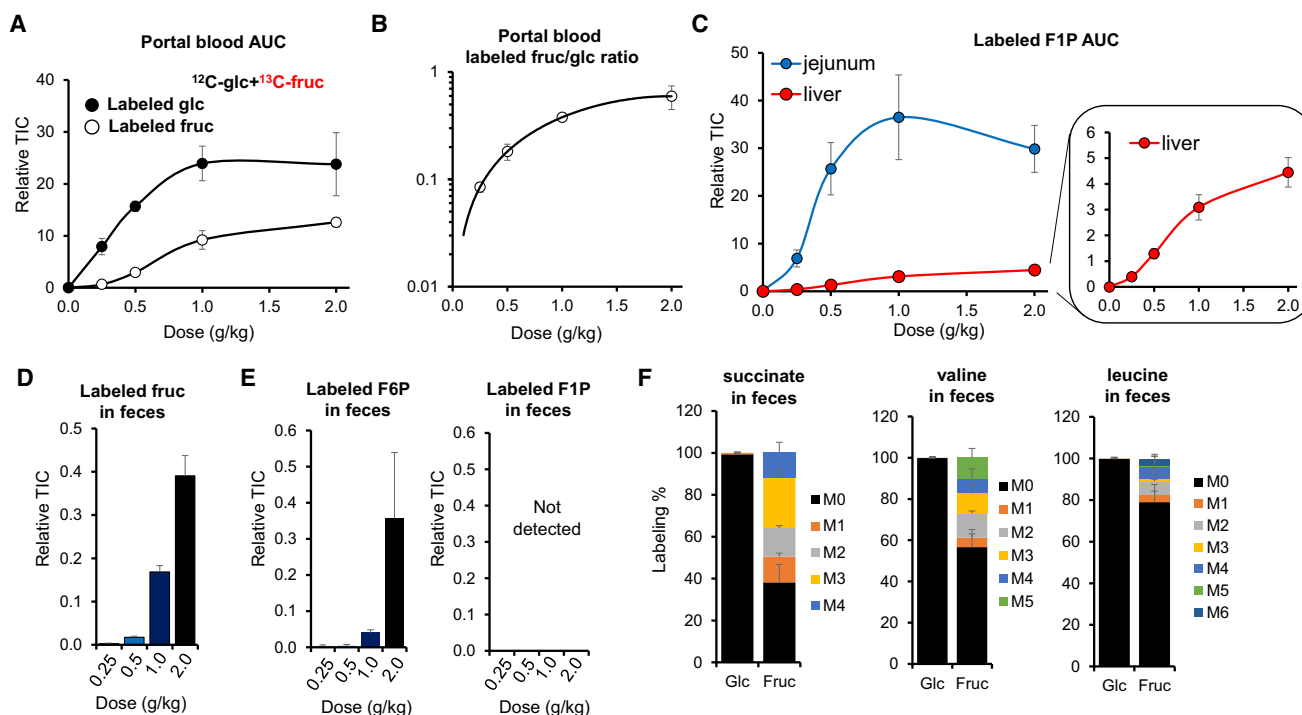 A
Portal blood AUC
¹²C-glc+¹³C-fruc
Labeled glc
Labeled fruc
Relative TIC
40
30
20
10
0
0.0 0.5 1.0 1.5 2.0
Dose (g/kg)
B
Portal blood
labeled fruc/glc ratio
1
0.1
0.01
0.0 0.5 1.0 1.5 2.0
Dose (g/kg)
C
Labeled F1P AUC
jejunum
liver
Relative TIC
50
40
30
20
10
0
0.0 0.5 1.0 1.5 2.0
Dose (g/kg)
liver
6
5
4
3
2
1
0
0.0 0.5 1.0 1.5 2.0
D
Labeled fruc
in feces
Relative TIC
0.5
0.4
0.3
0.2
0.1
0.0
0.25 0.5 1.0 2.0
Dose (g/kg)
E
Labeled F6P
in feces
Relative TIC
0.6
0.5
0.4
0.3
0.2
0.1
0.0
0.25 0.5 1.0 2.0
Dose (g/kg)
Labeled F1P
in feces
Relative TIC
0.6
0.5
0.4
0.3
0.2
0.1
0.0
Not
detected
0.25 0.5 1.0 2.0
Dose (g/kg)
F
succinate
in feces
Labeling %
120
100
80
60
40
20
0
Glc Fruc
M0
M1
M2
M3
M4
valine
in feces
120
100
80
60
40
20
0
Glc Fruc
M0
M1
M2
M3
M4
M5
leucine
in feces
120
100
80
60
40
20
0
Glc Fruc
M0
M1
M2
M3
M4
M5
M6